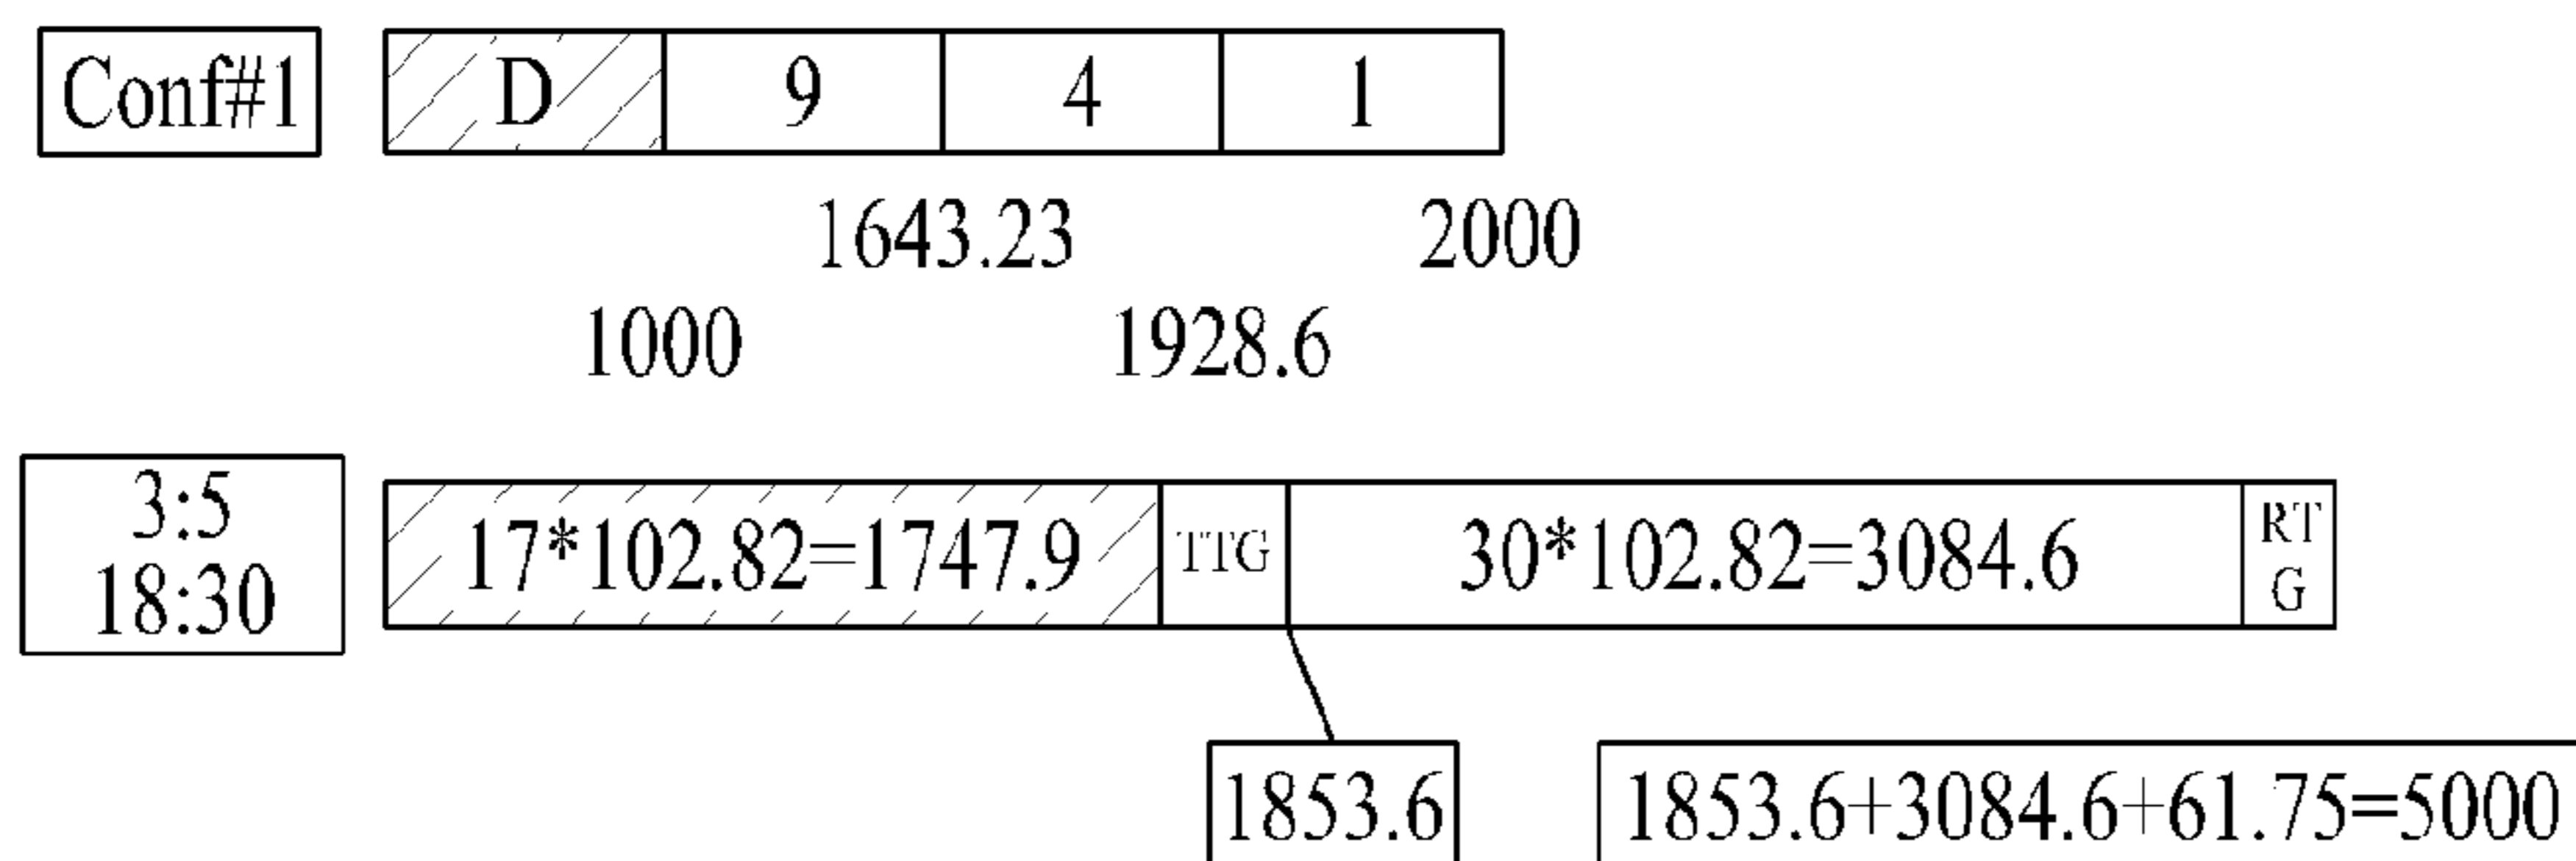 Conf#1
D 9 4 1
1643.23 2000
1000 1928.6
3:5
18:30
17*102.82=1747.9 TTG 30*102.82=3084.6
RT
G
1853.6 1853.6+3084.6+61.75=5000